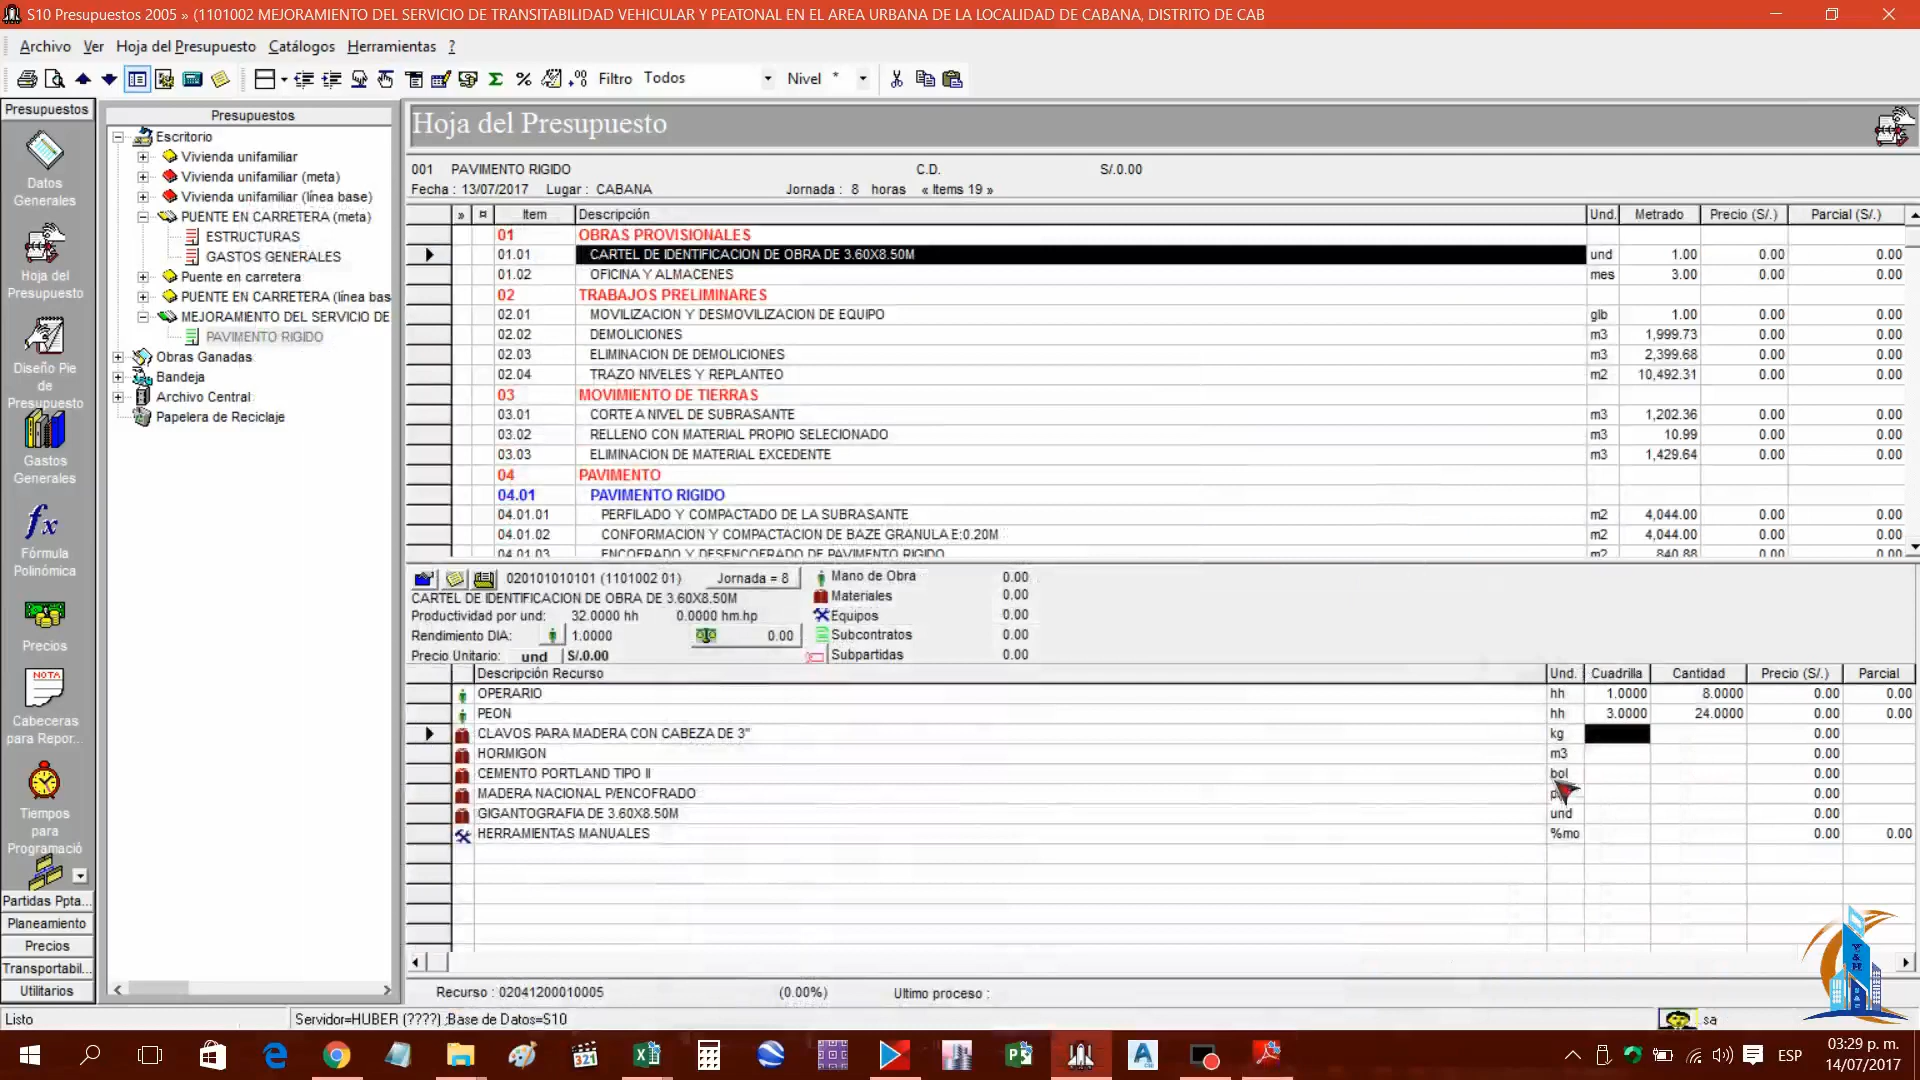 S10 Presupuestos 2005 » (1101002 MEJORAMIENTO DEL SERVICIO DE TRANSITABILIDAD VEHICULAR Y PEATONAL EN EL AREA URBANA DE LA LOCALIDAD DE CABANA, DISTRITO DE CAB
Archivo Ver Hoja del Presupuesto Catálogos Herramientas ?
Filtro Todos Nivel *
Presupuestos
Datos Generales
Hoja del Presupuesto
Diseño Pie de Presupuesto
Gastos Generales
fx
Fórmula Polinómica
Precios
NOTA
Cabeceras para Repor...
Tiempos para Programació
Partidas Ppta...
Planeamiento
Precios
Transportabil...
Utilitarios
Presupuestos
Escritorio
Vivienda unifamiliar
Vivienda unifamiliar (meta)
Vivienda unifamiliar (línea base)
PUENTE EN CARRETERA (meta)
ESTRUCTURAS
GASTOS GENERALES
Puente en carretera
PUENTE EN CARRETERA (línea bas
MEJORAMIENTO DEL SERVICIO DE
PAVIMENTO RIGIDO
Obras Ganadas
Bandeja
Archivo Central
Papelera de Reciclaje
Hoja del Presupuesto
001 PAVIMENTO RIGIDO C.D. S/.0.00
Fecha : 13/07/2017 Lugar : CABANA Jornada : 8 horas « Items 19 »
» ¤ Item Descripción Und. Metrado Precio (S/.) Parcial (S/.)
01 OBRAS PROVISIONALES
01.01 CARTEL DE IDENTIFICACION DE OBRA DE 3.60X8.50M und 1.00 0.00 0.00
01.02 OFICINA Y ALMACENES mes 3.00 0.00 0.00
02 TRABAJOS PRELIMINARES
02.01 MOVILIZACION Y DESMOVILIZACION DE EQUIPO glb 1.00 0.00 0.00
02.02 DEMOLICIONES m3 1,999.73 0.00 0.00
02.03 ELIMINACION DE DEMOLICIONES m3 2,399.68 0.00 0.00
02.04 TRAZO NIVELES Y REPLANTEO m2 10,492.31 0.00 0.00
03 MOVIMIENTO DE TIERRAS
03.01 CORTE A NIVEL DE SUBRASANTE m3 1,202.36 0.00 0.00
03.02 RELLENO CON MATERIAL PROPIO SELECIONADO m3 10.99 0.00 0.00
03.03 ELIMINACION DE MATERIAL EXCEDENTE m3 1,429.64 0.00 0.00
04 PAVIMENTO
04.01 PAVIMENTO RIGIDO
04.01.01 PERFILADO Y COMPACTADO DE LA SUBRASANTE m2 4,044.00 0.00 0.00
04.01.02 CONFORMACION Y COMPACTACION DE BAZE GRANULA E:0.20M m2 4,044.00 0.00 0.00
04.01.03 ENCOFRADO Y DESENCOFRADO DE PAVIMENTO RIGIDO m2 840.88 0.00 0.00
020101010101 (1101002 01) Jornada = 8 Mano de Obra 0.00
CARTEL DE IDENTIFICACION DE OBRA DE 3.60X8.50M Materiales 0.00
Productividad por und: 32.0000 hh 0.0000 hm.hp Equipos 0.00
Rendimiento DIA: 1.0000 0.00 Subcontratos 0.00
Precio Unitario: und S/.0.00 Subpartidas 0.00
Descripción Recurso Und. Cuadrilla Cantidad Precio (S/.) Parcial
OPERARIO hh 1.0000 8.0000 0.00 0.00
PEON hh 3.0000 24.0000 0.00 0.00
CLAVOS PARA MADERA CON CABEZA DE 3" kg 0.00
HORMIGON m3 0.00
CEMENTO PORTLAND TIPO II bol 0.00
MADERA NACIONAL P/ENCOFRADO 0.00
GIGANTOGRAFIA DE 3.60X8.50M und 0.00
HERRAMIENTAS MANUALES %mo 0.00 0.00
Recurso : 02041200010005 (0.00%) Ultimo proceso :
Listo Servidor=HUBER (????) ;Base de Datos=S10 sa
321
ESP
03:29 p. m.
14/07/2017